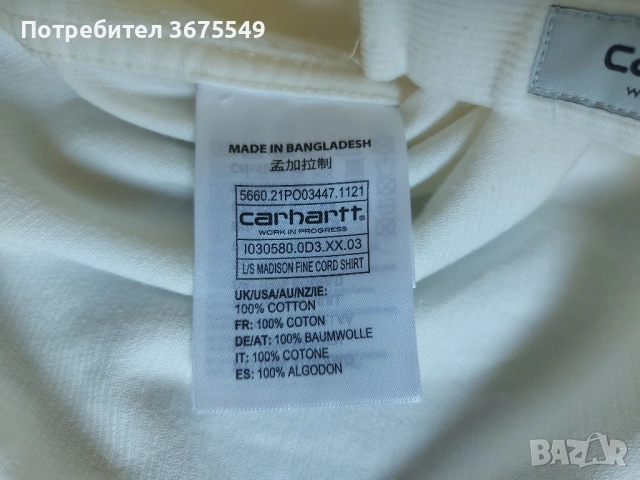 Потребител 3675549
Ca
W
MADE IN BANGLADESH
孟加拉制
5660.21PO03447.1121
carhartt.
WORK IN PROGRESS
I030580.0D3.XX.03
L/S MADISON FINE CORD SHIRT
UK/USA/AU/NZ/IE:
100% COTTON
FR: 100% COTON
DE/AT: 100% BAUMWOLLE
IT: 100% COTONE
ES: 100% ALGODON
BAZAR